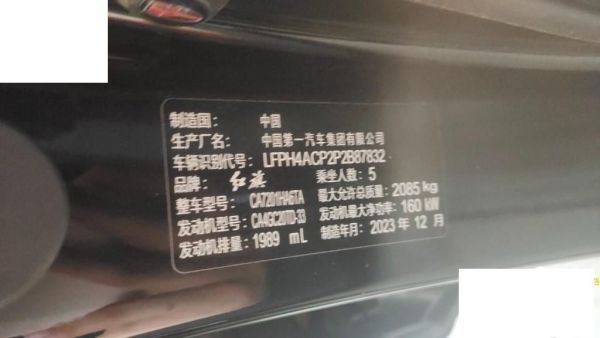 制造国： 中国
生产厂名： 中国第一汽车集团有限公司
车辆识别代号： LFPH4ACP2P2B87832
品牌： 红旗 乘坐人数： 5
整车型号： CA7201HA6TA 最大允许总质量： 2085 kg
发动机型号： CA4GC20TD-33 发动机最大净功率： 160 kW
发动机排量： 1989 mL 制造年月： 2023 年 12 月